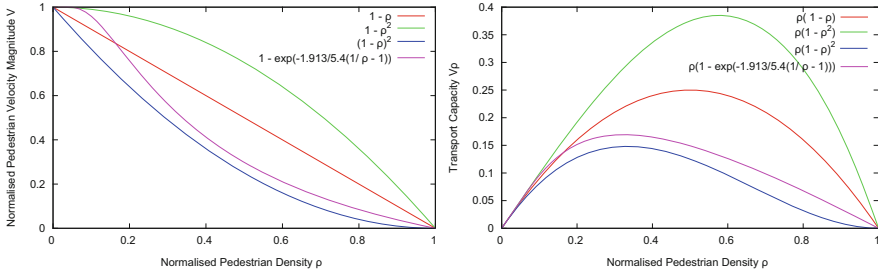 Normalised Pedestrian Velocity Magnitude V
1
0.8
0.6
0.4
0.2
0
0
0.2
0.4
0.6
0.8
1
Normalised Pedestrian Density ρ
1 - ρ
1 - ρ²
(1 - ρ)²
1 - exp(-1.913/5.4(1/ ρ - 1))
Transport Capacity Vρ
0.4
0.35
0.3
0.25
0.2
0.15
0.1
0.05
0
0
0.2
0.4
0.6
0.8
1
Normalised Pedestrian Density ρ
ρ( 1 - ρ)
ρ(1 - ρ²)
ρ(1 - ρ)²
ρ(1 - exp(-1.913/5.4(1/ ρ - 1)))